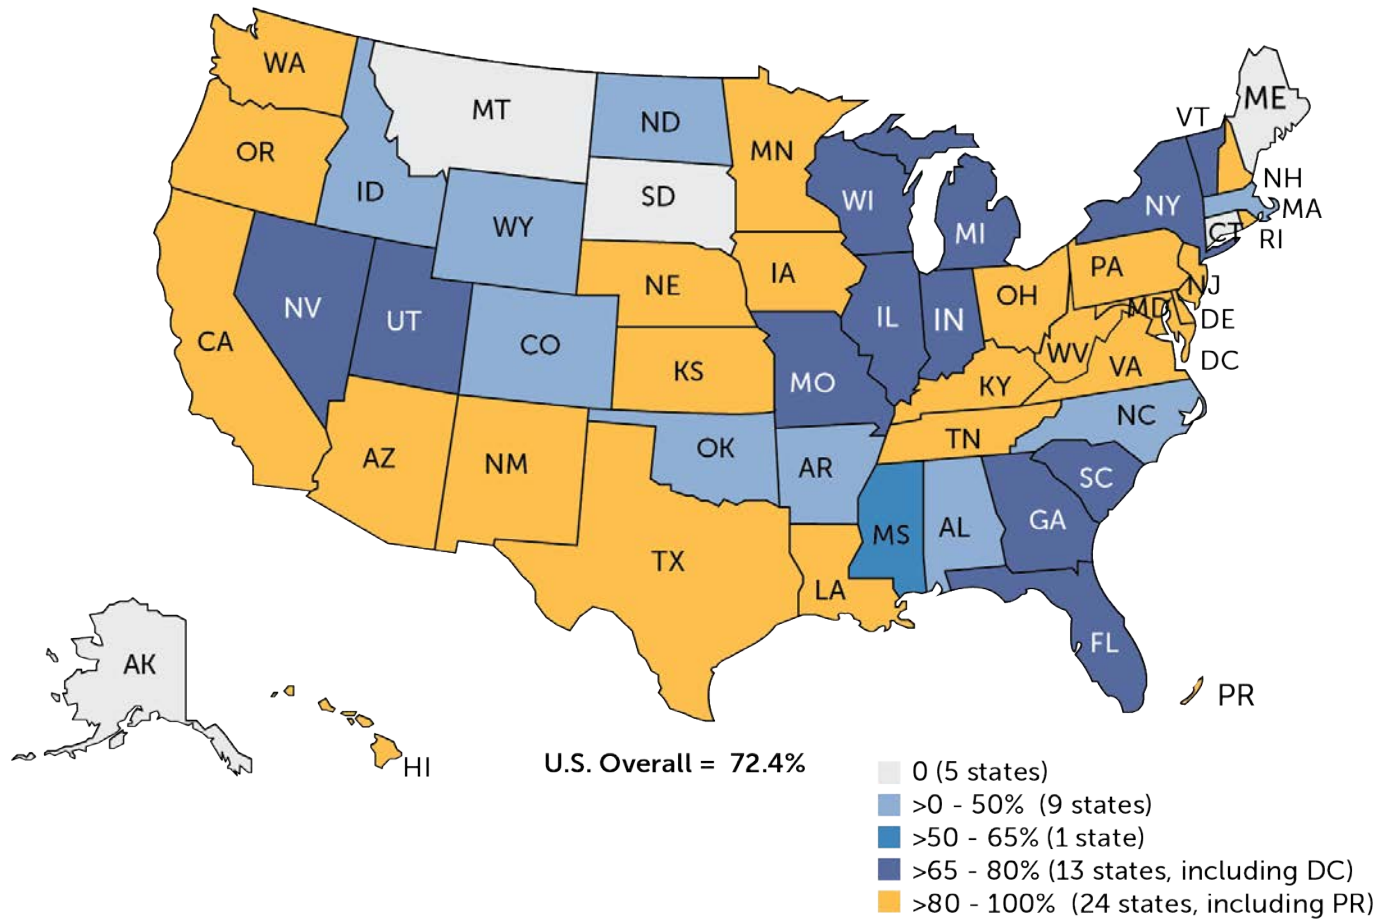 WA
MT
ND
MN
OR
ID
SD
WI
MI
VT
ME
NH
NY
MA
CT
RI
WY
NE
IA
PA
NJ
NV
UT
CO
IL
IN
OH
MD
DE
CA
KS
MO
WV
VA
DC
KY
NC
AZ
NM
OK
AR
TN
SC
MS
AL
GA
TX
LA
FL
AK
HI
PR
U.S. Overall = 72.4%
0 (5 states)
>0 - 50% (9 states)
>50 - 65% (1 state)
>65 - 80% (13 states, including DC)
>80 - 100% (24 states, including PR)